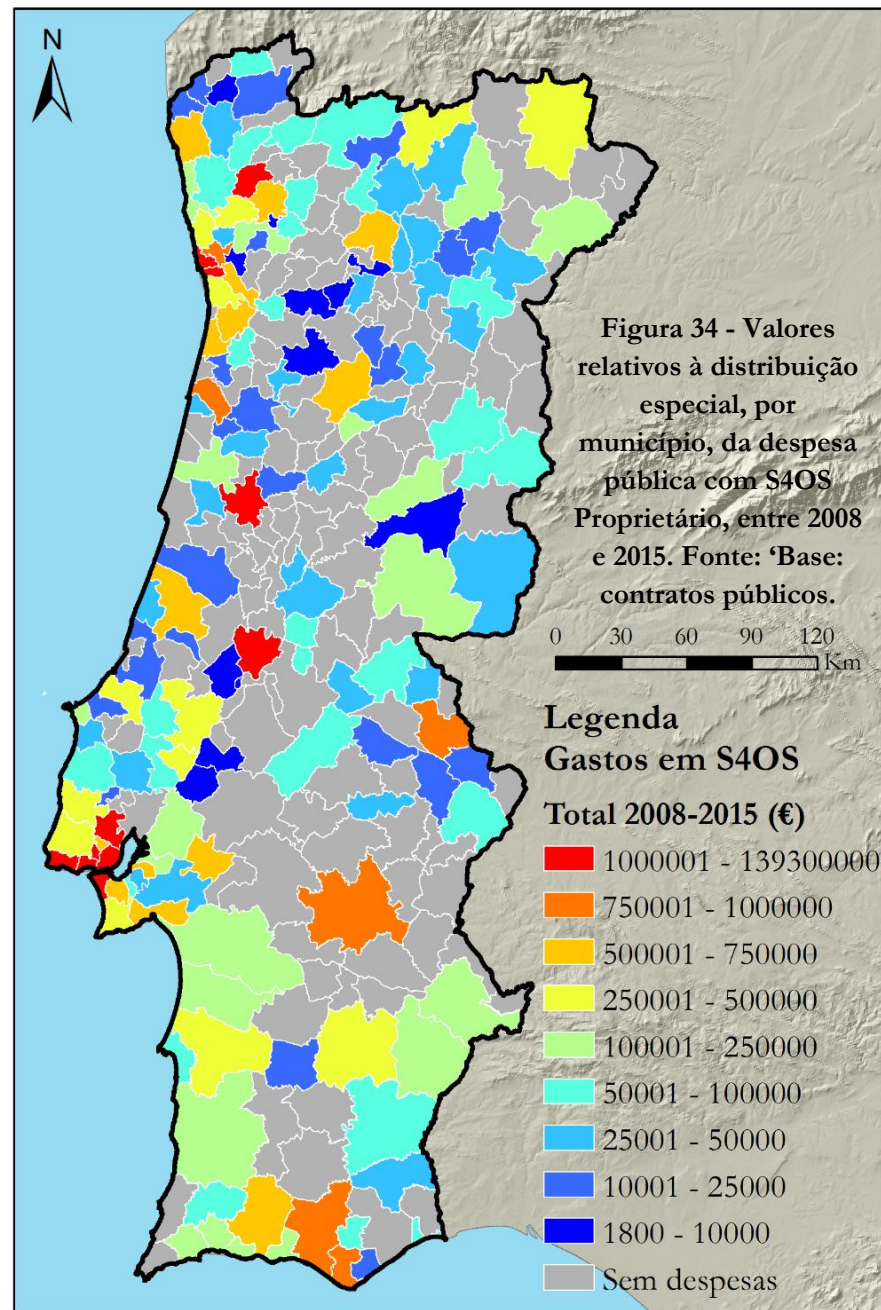 N
Figura 34 - Valores
relativos à distribuição
especial, por
município, da despesa
pública com S4OS
Proprietário, entre 2008
e 2015. Fonte: ‘Base:
contratos públicos.
0 30 60 90 120
Km
Legenda
Gastos em S4OS
Total 2008-2015 (€)
1000001 - 139300000
750001 - 1000000
500001 - 750000
250001 - 500000
100001 - 250000
50001 - 100000
25001 - 50000
10001 - 25000
1800 - 10000
Sem despesas